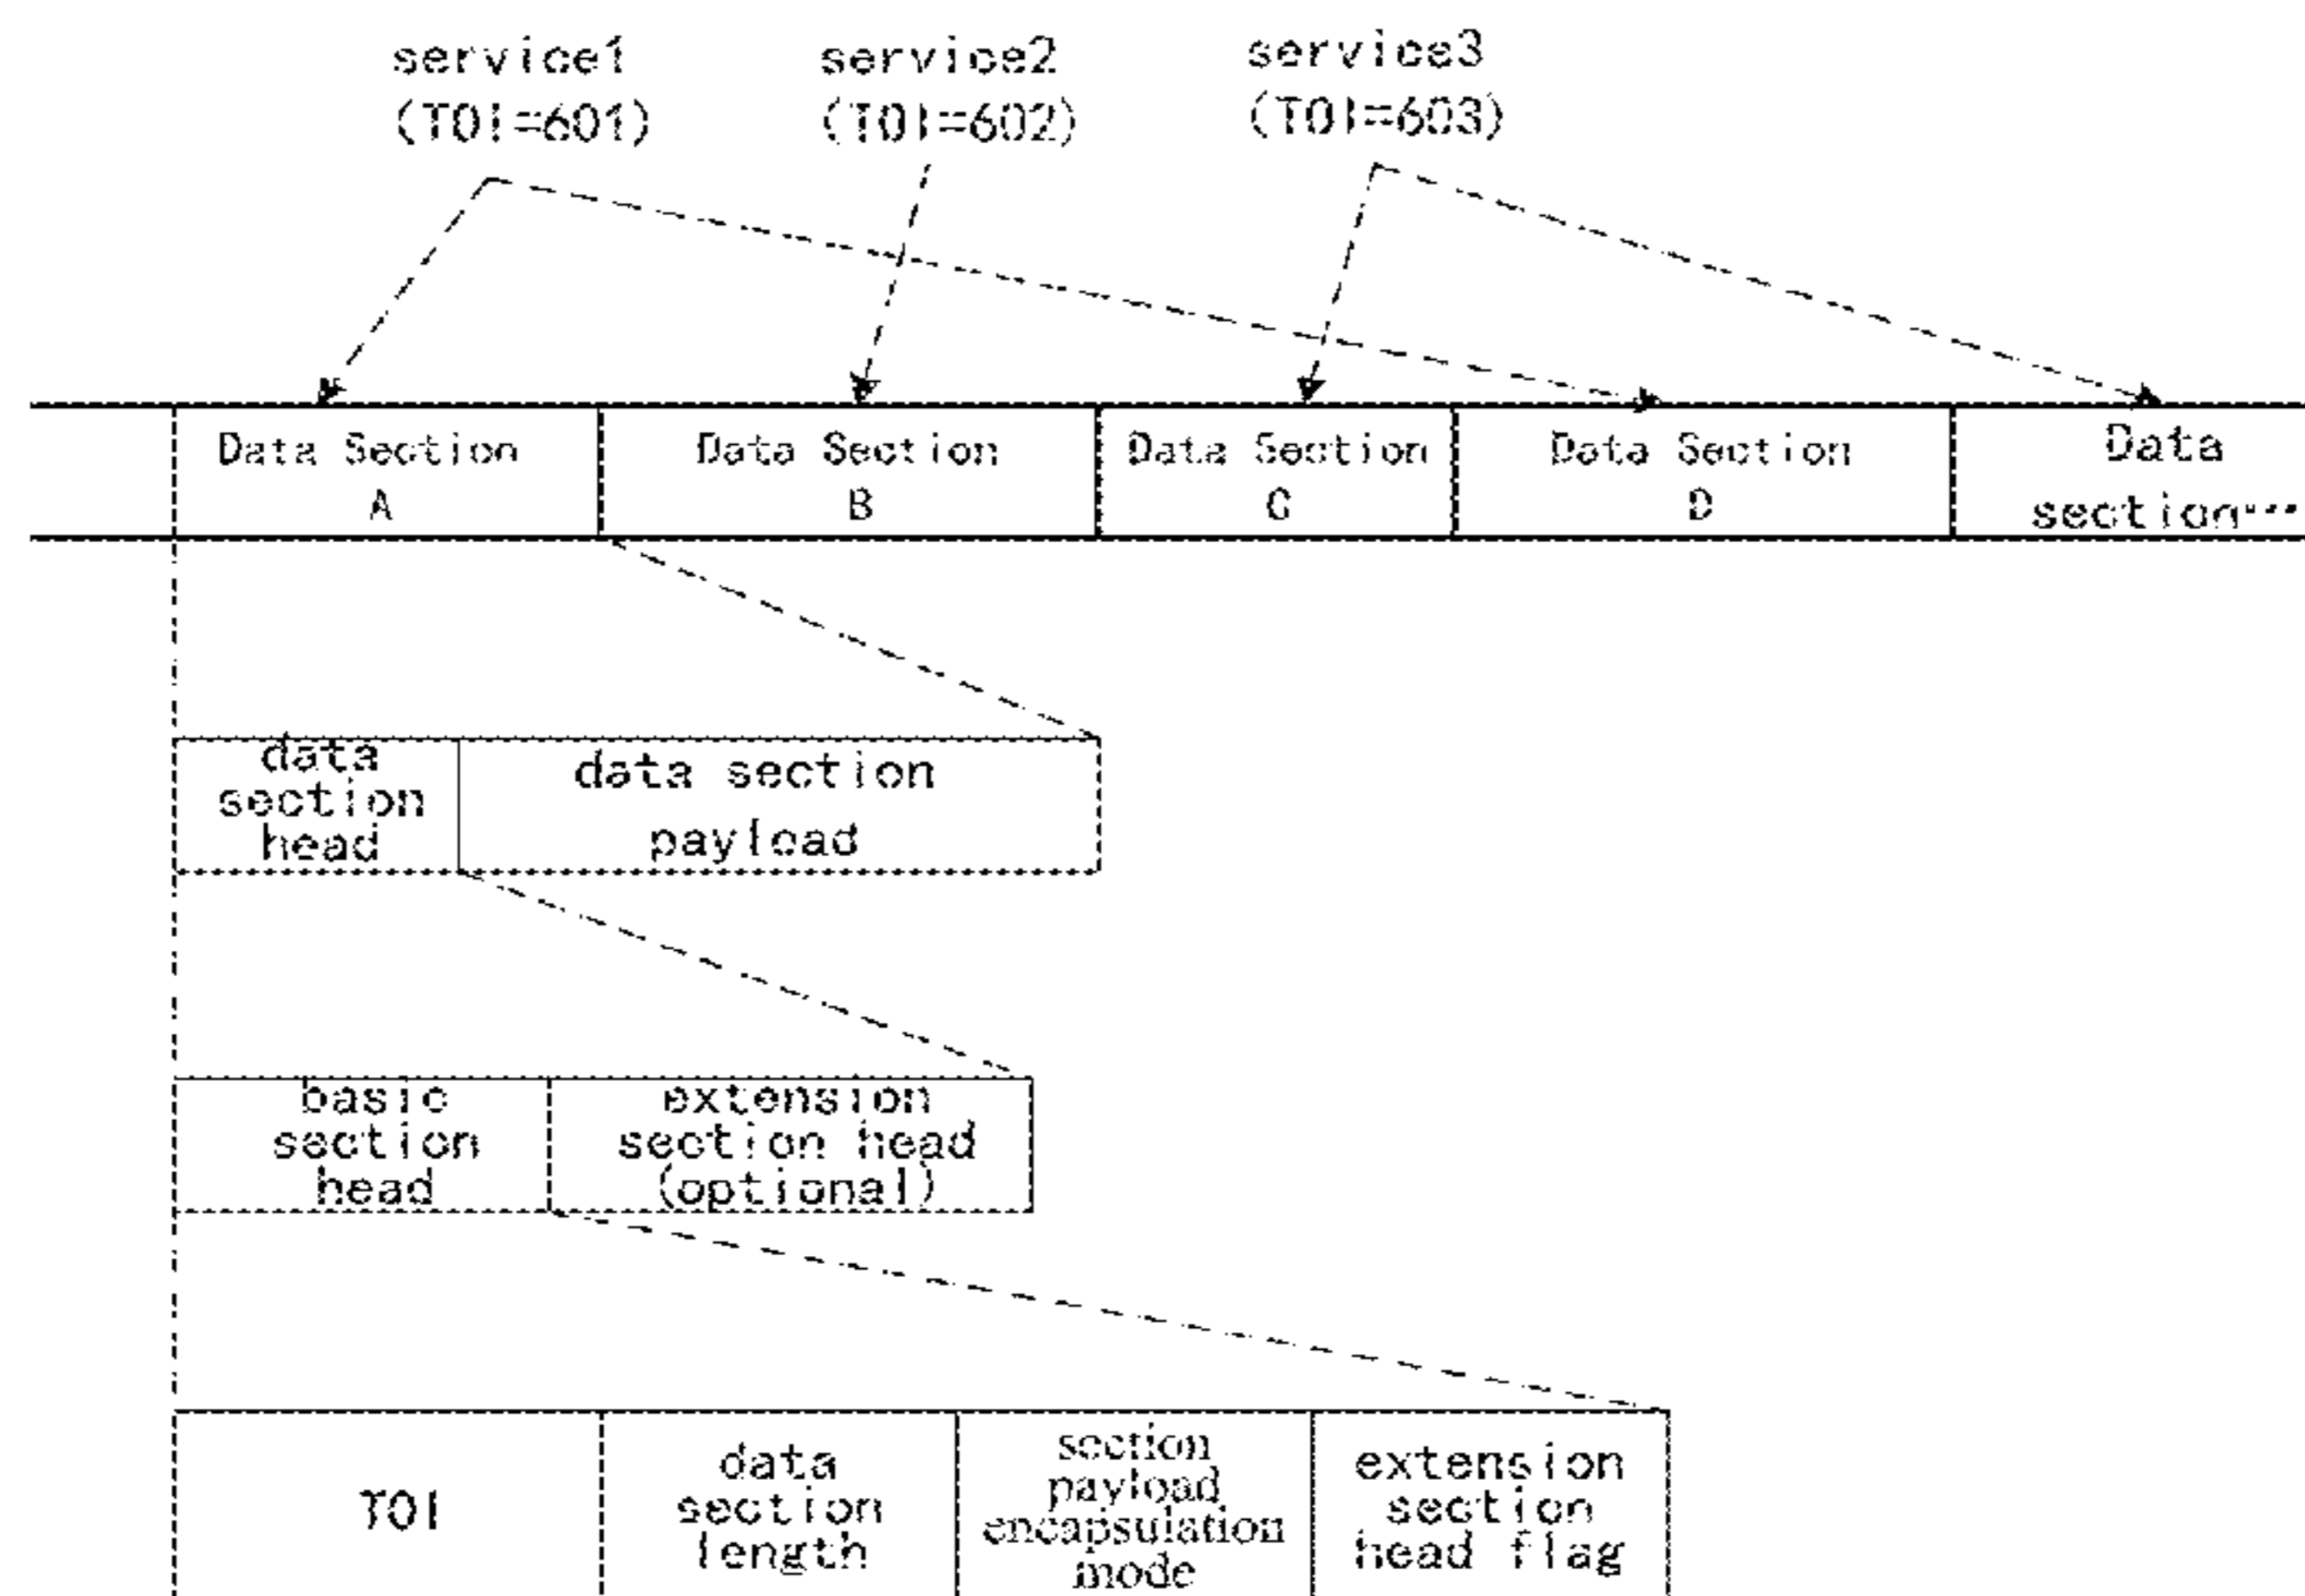 service1
(TOI=601)
service2
(TOI=602)
service3
(TOI=603)
Data Section
A
Data Section
B
Data Section
C
Data Section
D
Data
section…
data
section
head
data section
payload
basic
section
head
extension
section head
(optional)
TOI
data
section
length
section
payload
encapsulation
mode
extension
section
head flag